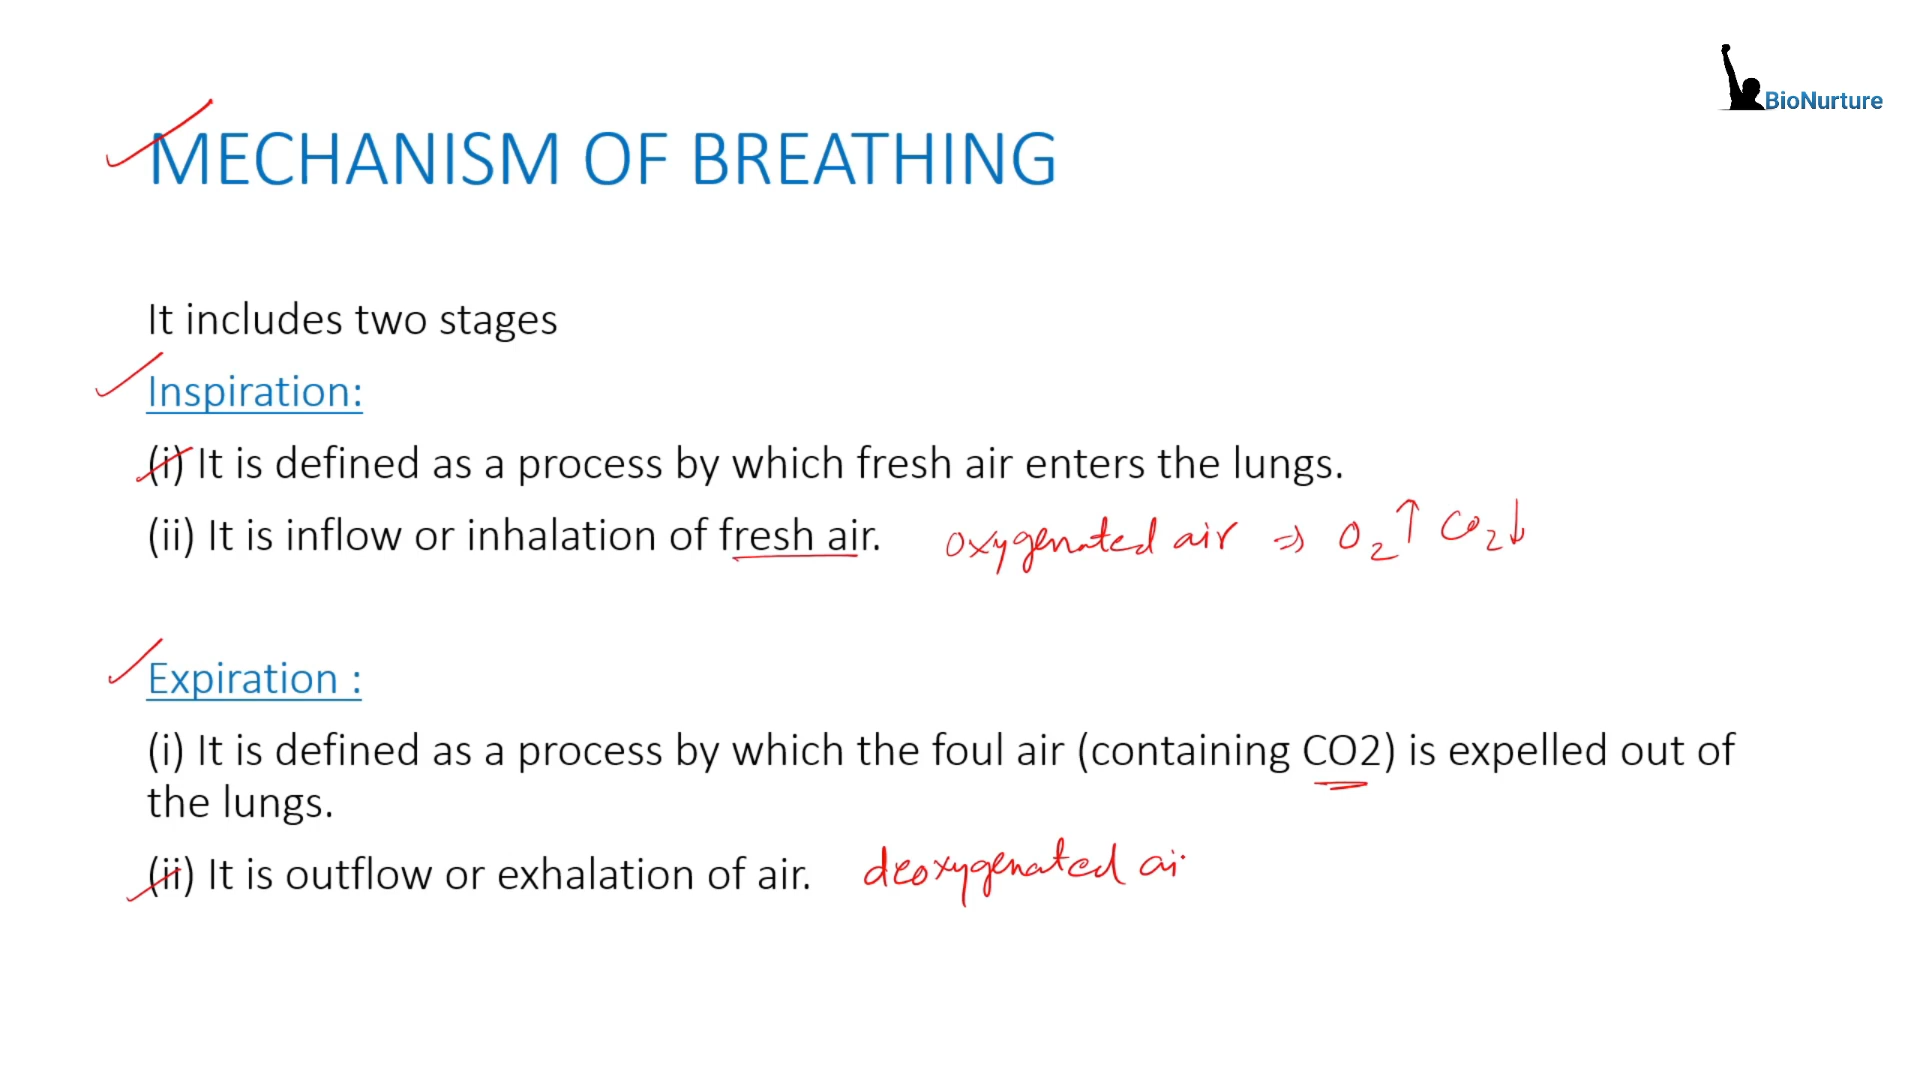 BioNurture
MECHANISM OF BREATHING
It includes two stages
Inspiration:
(i) It is defined as a process by which fresh air enters the lungs.
(ii) It is inflow or inhalation of fresh air. oxygenated air ⇒ O2↑ CO2↓
Expiration :
(i) It is defined as a process by which the foul air (containing CO2) is expelled out of
the lungs.
(ii) It is outflow or exhalation of air. deoxygenated ai